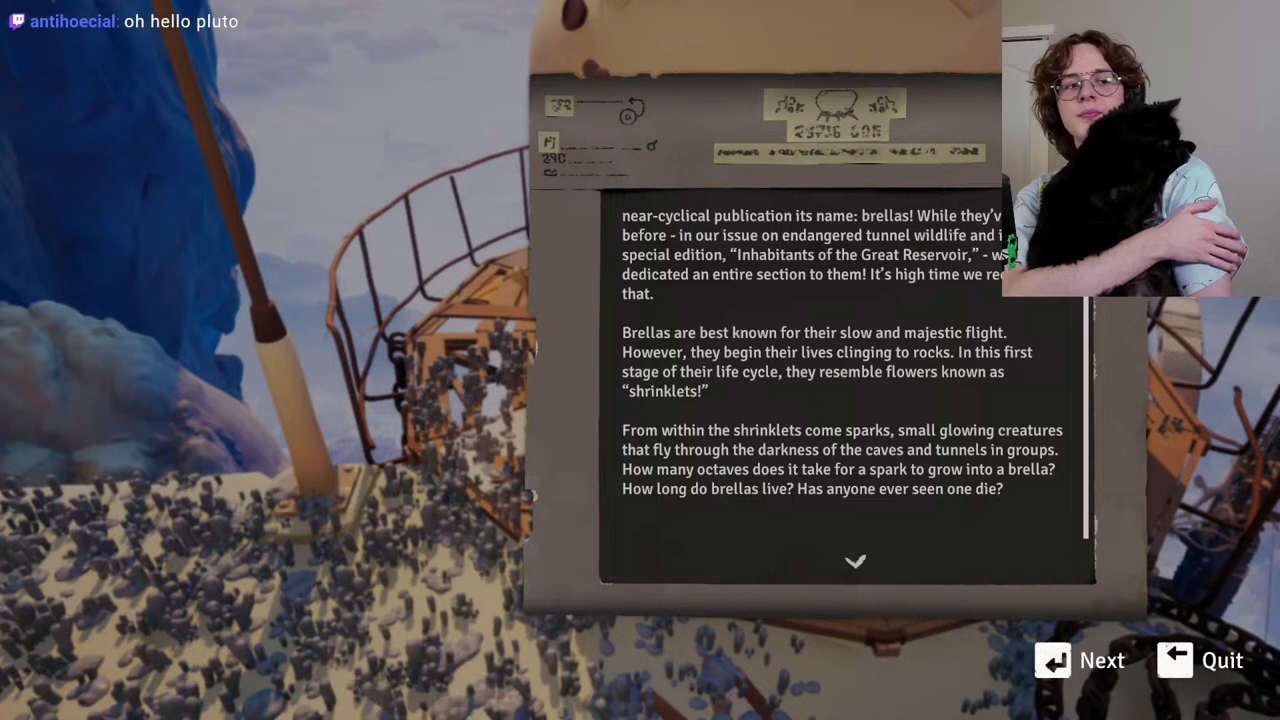 antihoecial: oh hello pluto
near-cyclical publication its name: brellas! While they'v
before - in our issue on endangered tunnel wildlife and i
special edition, “Inhabitants of the Great Reservoir,” - w
dedicated an entire section to them! It's high time we rec
that.
Brellas are best known for their slow and majestic flight.
However, they begin their lives clinging to rocks. In this first
stage of their life cycle, they resemble flowers known as
“shrinklets!”
From within the shrinklets come sparks, small glowing creatures
that fly through the darkness of the caves and tunnels in groups.
How many octaves does it take for a spark to grow into a brella?
How long do brellas live? Has anyone ever seen one die?
Next
Quit